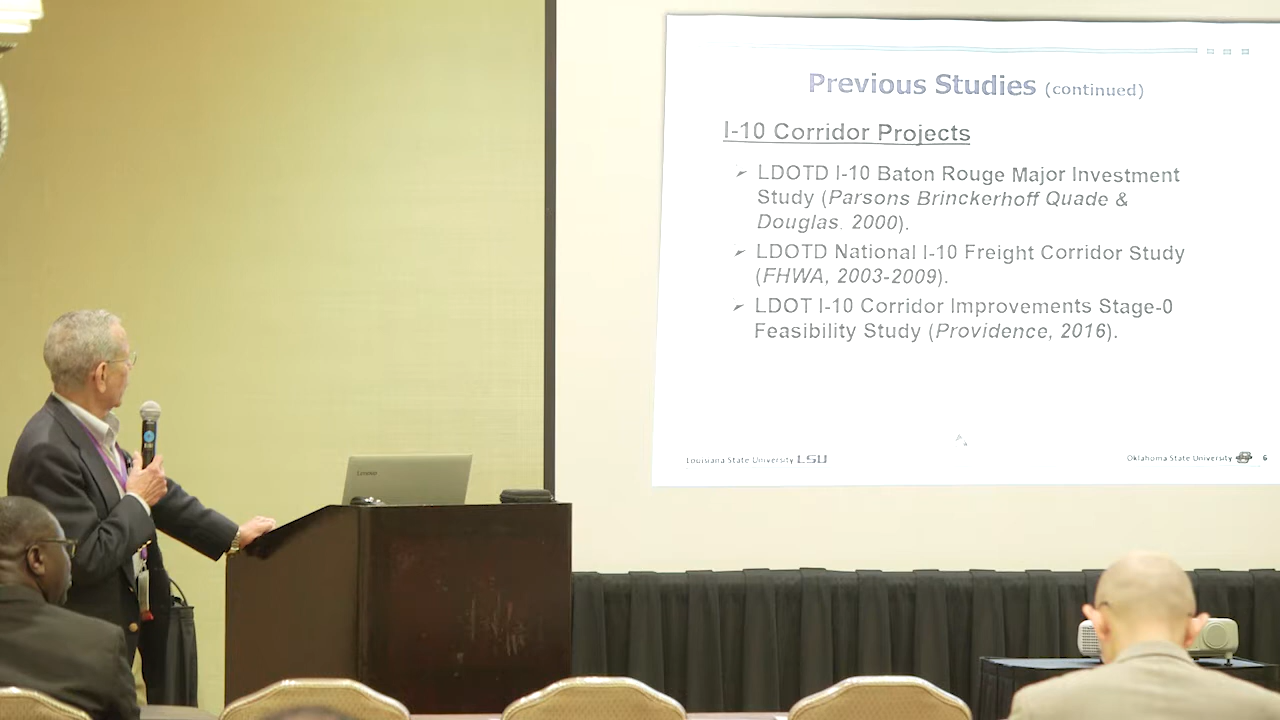 Previous Studies (continued)
I-10 Corridor Projects
LDOTD I-10 Baton Rouge Major Investment
Study (Parsons Brinckerhoff Quade &
Douglas, 2000).
LDOTD National I-10 Freight Corridor Study
(FHWA, 2003-2009).
LDOT I-10 Corridor Improvements Stage-0
Feasibility Study (Providence, 2016).
Louisiana State University LSU
Oklahoma State University 6
Lenovo